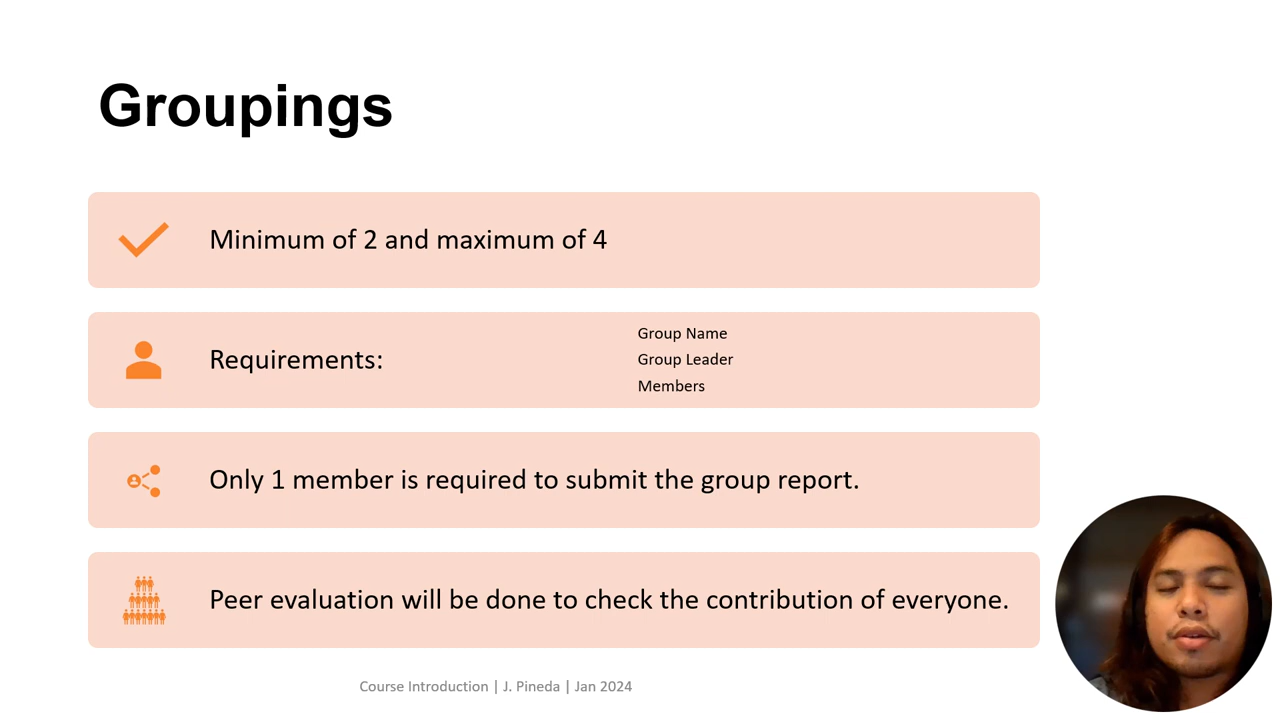 Groupings
Minimum of 2 and maximum of 4
Requirements:
Group Name
Group Leader
Members
Only 1 member is required to submit the group report.
Peer evaluation will be done to check the contribution of everyone.
Course Introduction | J. Pineda | Jan 2024